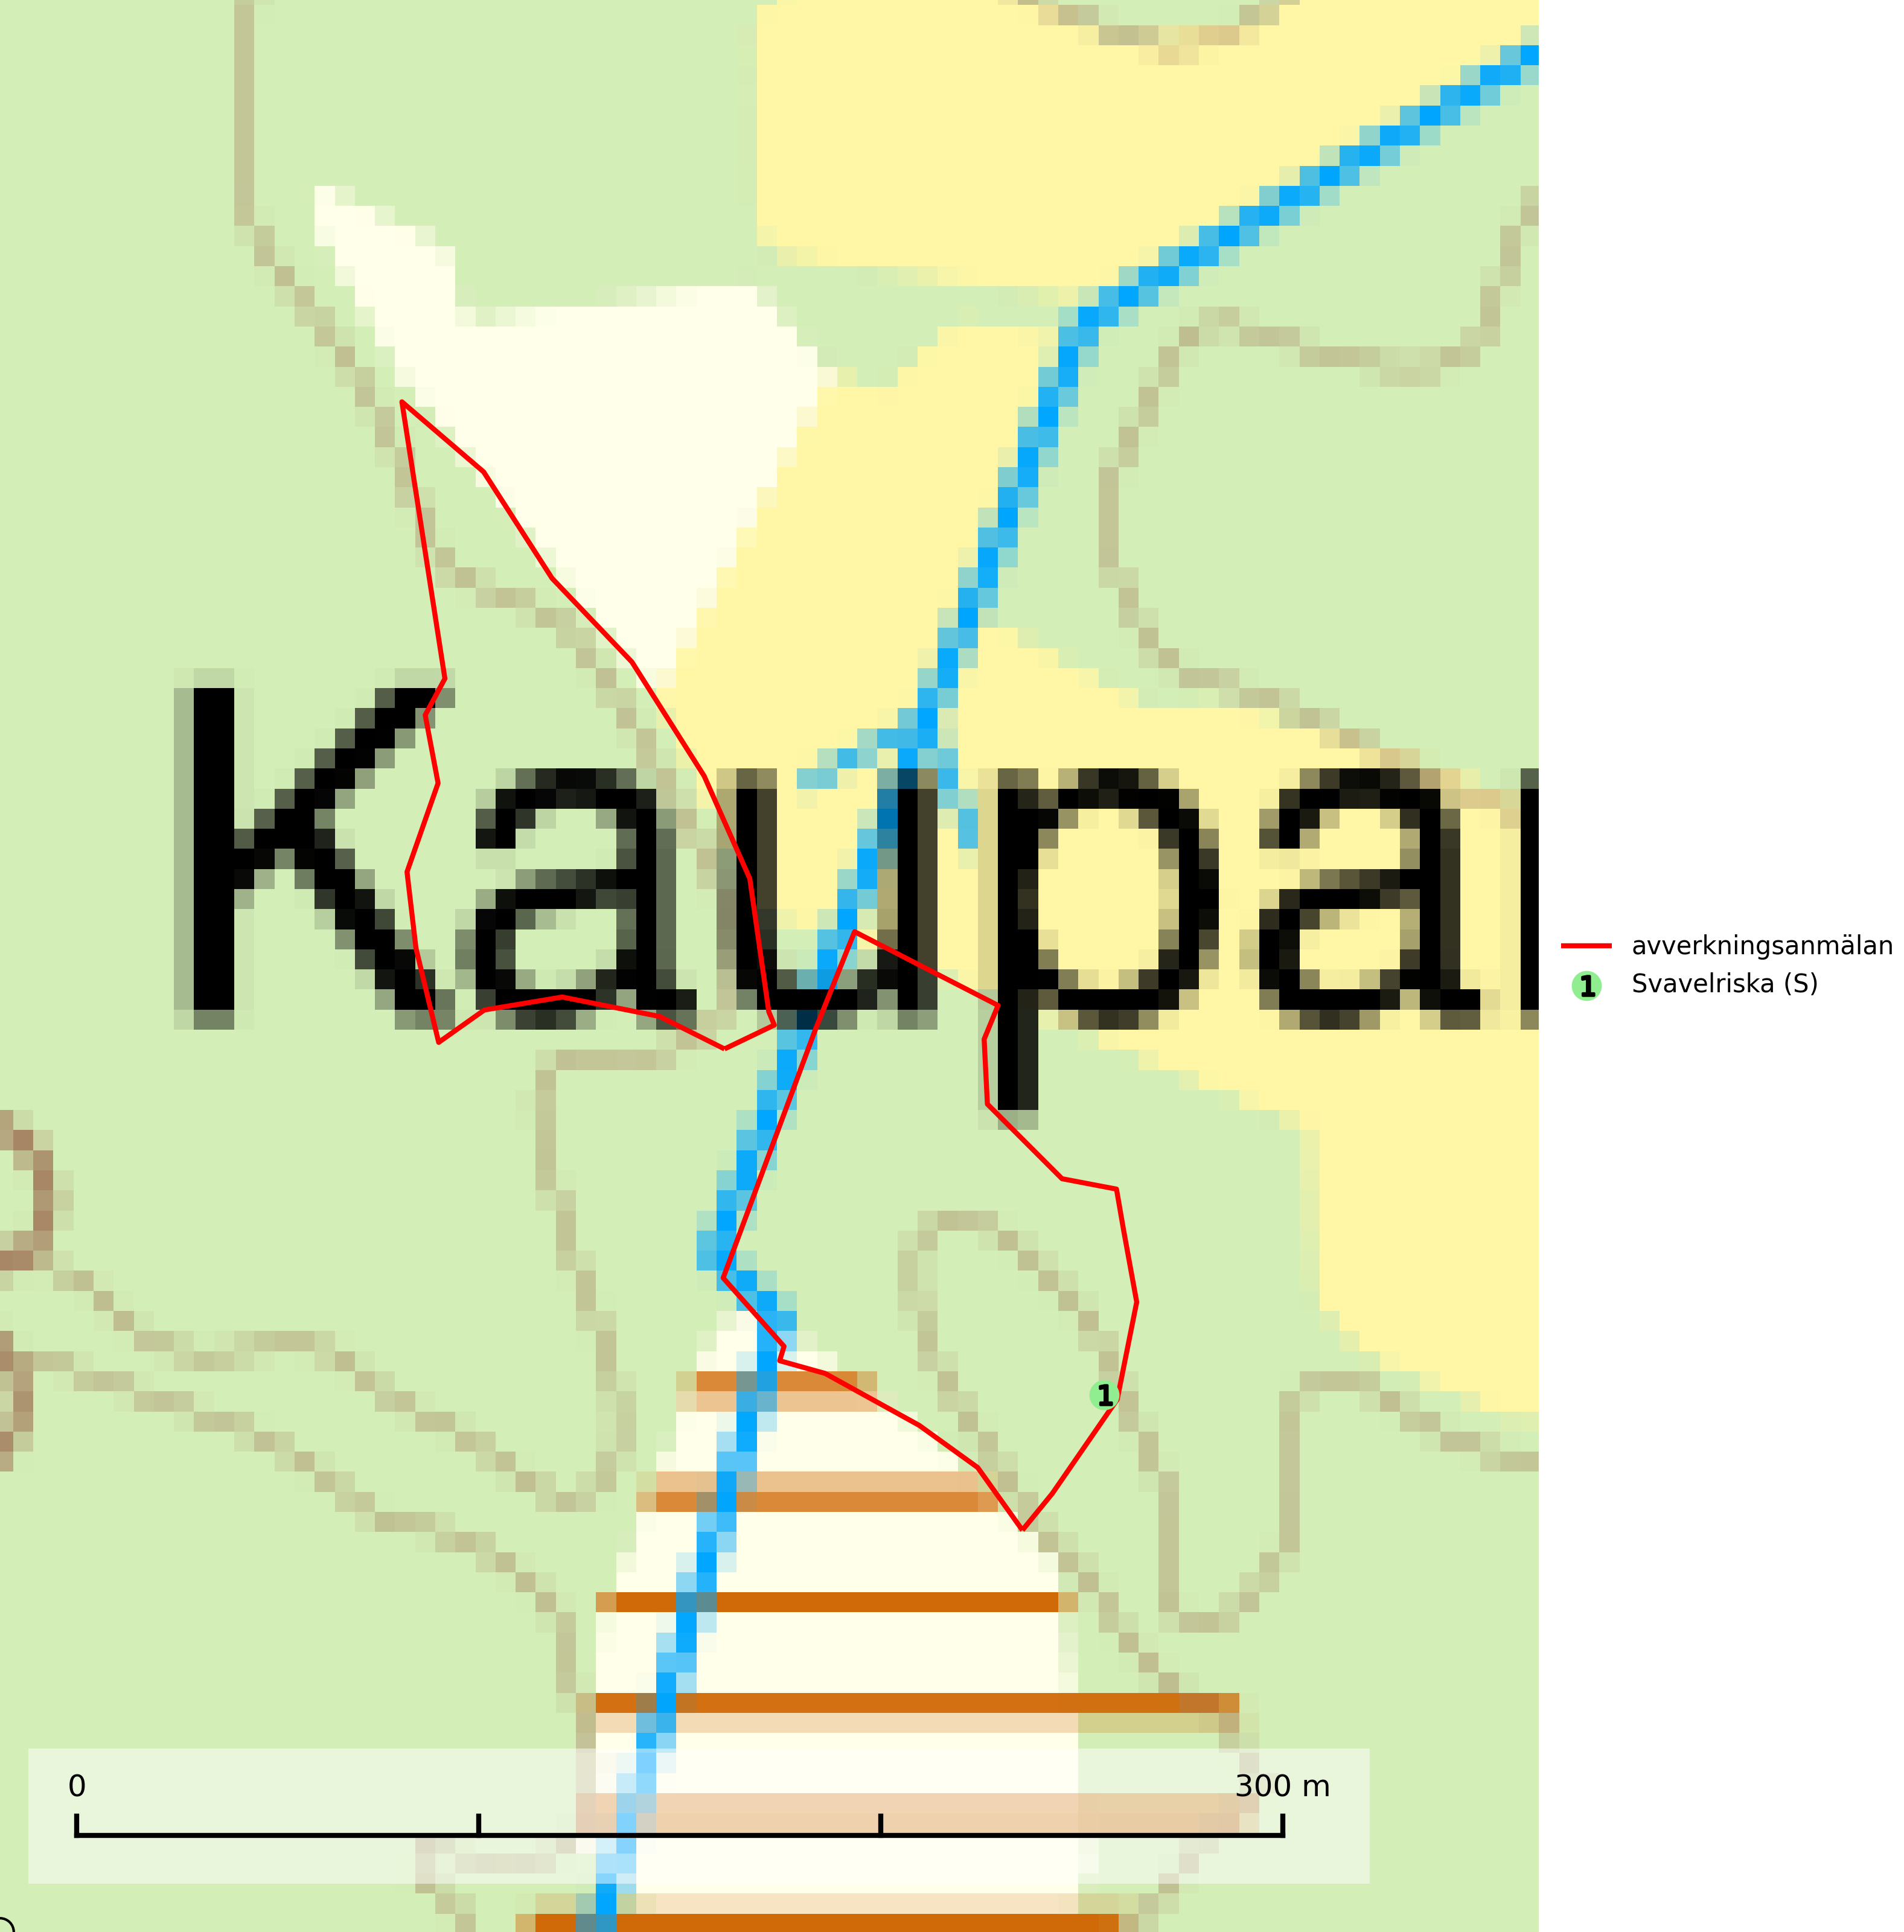 Kaupa
avverkningsanmälan
1 Svavelriska (S)
1
0 300 m